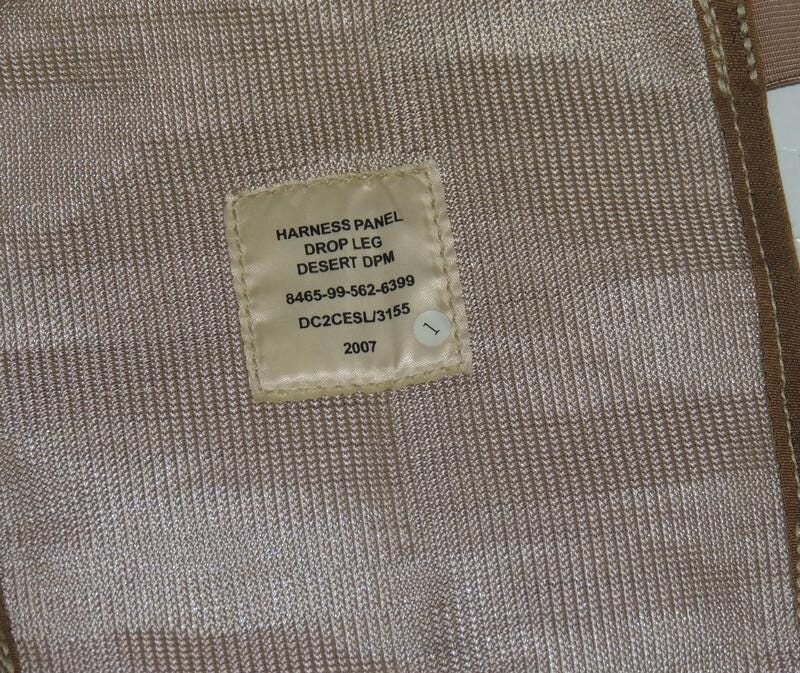 HARNESS PANEL
DROP LEG
DESERT DPM
8465-99-562-6399
DC2CESL/3155
1
2007